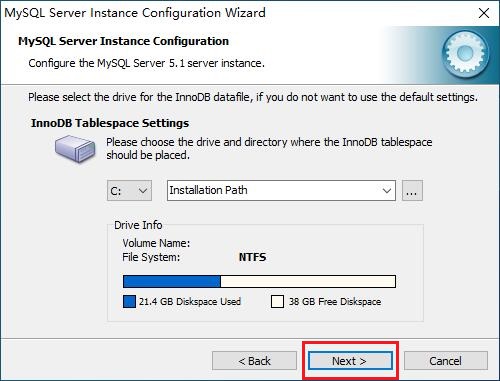 MySQL Server Instance Configuration Wizard
MySQL Server Instance Configuration
Configure the MySQL Server 5.1 server instance.
Please select the drive for the InnoDB datafile, if you do not want to use the default settings.
InnoDB Tablespace Settings
Please choose the drive and directory where the InnoDB tablespace
should be placed.
C: Installation Path ...
Drive Info
Volume Name:
File System: NTFS
21.4 GB Diskspace Used 38 GB Free Diskspace
< Back Next > Cancel